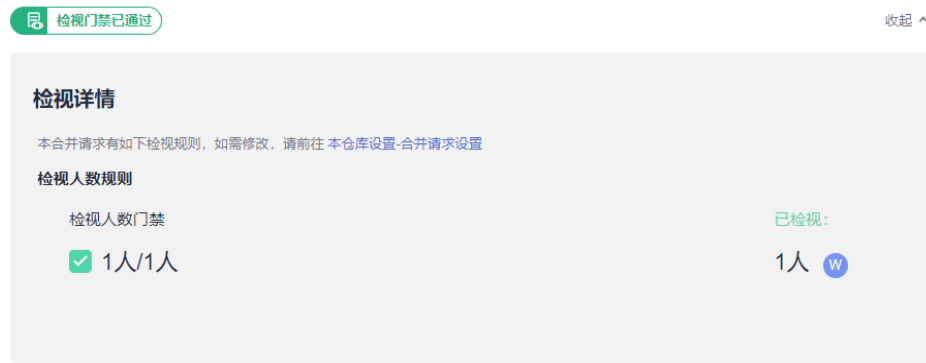 检视门禁已通过
收起
检视详情
本合并请求有如下检视规则，如需修改，请前往 本仓库设置-合并请求设置
检视人数规则
检视人数门禁
已检视：
1人/1人
1人 W